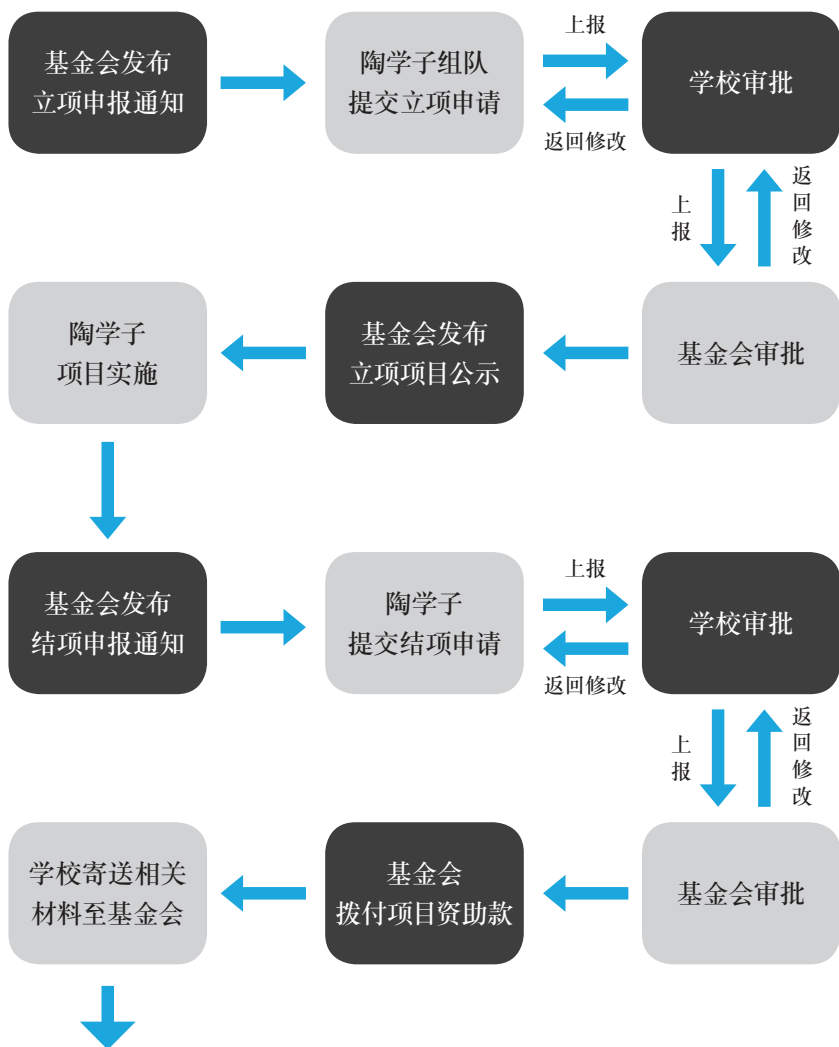 基金会发布
立项申报通知
陶学子组队
提交立项申请
上报
返回修改
学校审批
上报
返回修改
陶学子
项目实施
基金会发布
立项项目公示
基金会审批
基金会发布
结项申报通知
陶学子
提交结项申请
上报
返回修改
学校审批
上报
返回修改
学校寄送相关
材料至基金会
基金会
拨付项目资助款
基金会审批